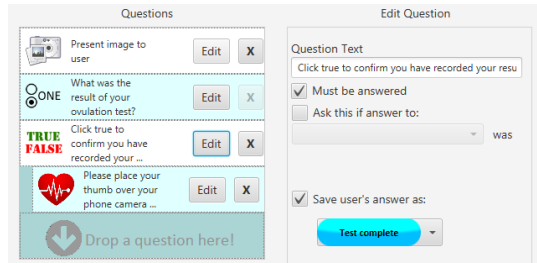 Questions
Present image to
user
Edit
X
ONE
What was the
result of your
ovulation test?
Edit
X
TRUE
FALSE
Click true to
confirm you have
recorded your ...
Edit
X
Please place your
thumb over your
phone camera ...
Edit
X
Drop a question here!
Edit Question
Question Text
Click true to confirm you have recorded your resu
Must be answered
Ask this if answer to:
was
Save user's answer as:
Test complete